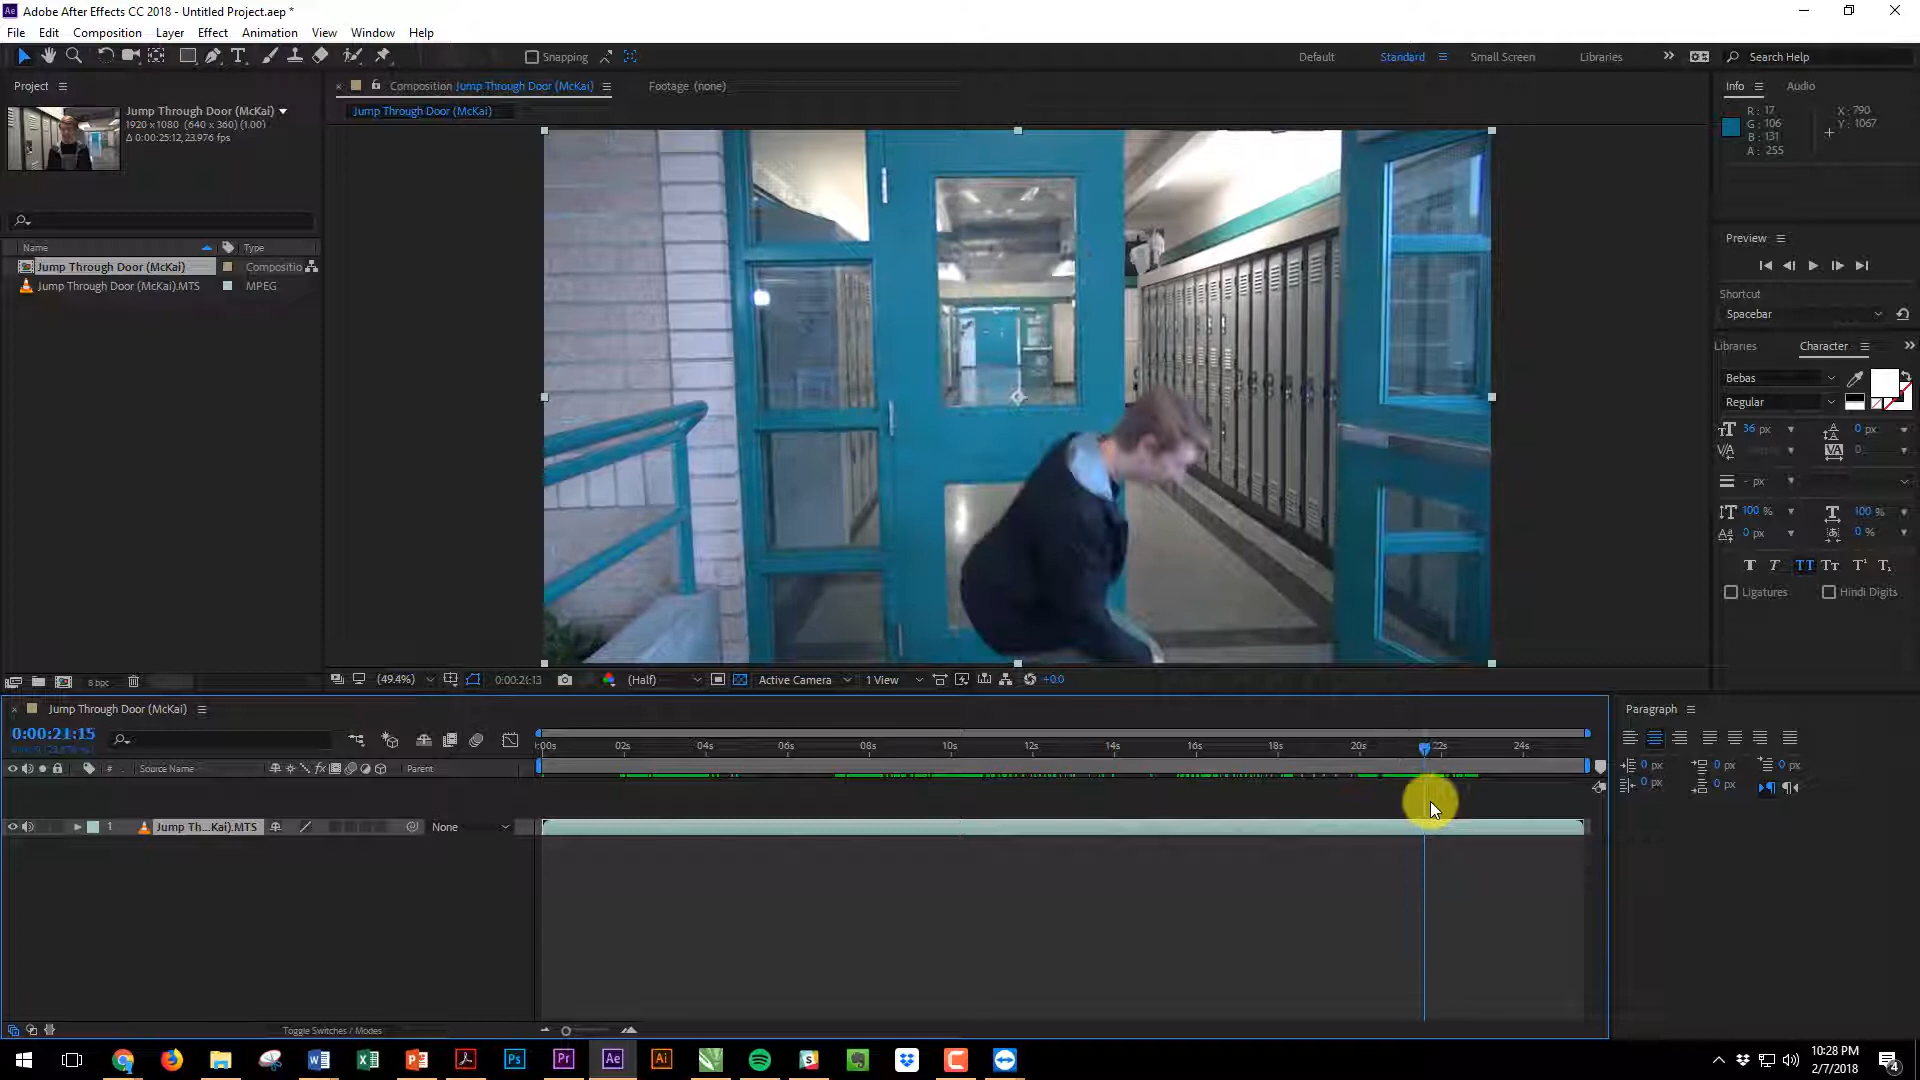 Adobe After Effects CC 2018 - Untitled Project.aep *
File Edit Composition Layer Effect Animation View Window Help
Snapping
Default Standard Small Screen Libraries Search Help
Project
Jump Through Door (McKai)
1920 x 1080 (640 x 360) (1.00)
Δ 0:00:25:12, 23.976 fps
Name Type
Jump Through Door (McKai) Compositio
Jump Through Door (McKai).MTS MPEG
8 bpc
Composition Jump Through Door (McKai) Footage (none)
Jump Through Door (McKai)
(49.4%) 0:00:21:13 (Half) Active Camera 1 View +0.0
Info Audio
R: 17 X: 790
G: 106 Y: 1067
B: 131
A: 255
Preview
Shortcut
Spacebar
Libraries Character
Bebas
Regular
36 px 0 px
0
- px
100 % 100 %
0 px 0 %
Ligatures Hindi Digits
Jump Through Door (McKai)
0:00:21:15
:00s 02s 04s 06s 08s 10s 12s 14s 16s 18s 20s 22s 24s
# Source Name fx Parent
1 Jump Th...Kai).MTS None
Toggle Switches / Modes
Paragraph
0 px 0 px 0 px
0 px 0 px
10:28 PM
2/7/2018
4